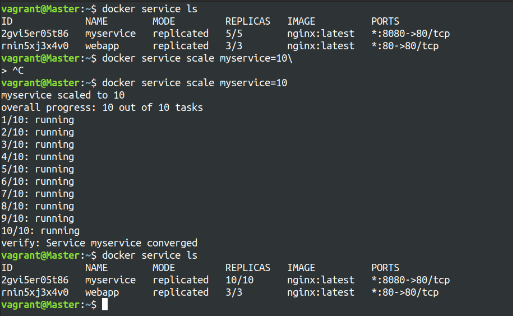 vagrant@Master:~$ docker service ls
ID NAME MODE REPLICAS IMAGE PORTS
2gvi5er05t86 myservice replicated 5/5 nginx:latest *:8080->80/tcp
rnin5xj3x4v0 webapp replicated 3/3 nginx:latest *:80->80/tcp
vagrant@Master:~$ docker service scale myservice=10\
> ^C
vagrant@Master:~$ docker service scale myservice=10
myservice scaled to 10
overall progress: 10 out of 10 tasks
1/10: running
2/10: running
3/10: running
4/10: running
5/10: running
6/10: running
7/10: running
8/10: running
9/10: running
10/10: running
verify: Service myservice converged
vagrant@Master:~$ docker service ls
ID NAME MODE REPLICAS IMAGE PORTS
2gvi5er05t86 myservice replicated 10/10 nginx:latest *:8080->80/tcp
rnin5xj3x4v0 webapp replicated 3/3 nginx:latest *:80->80/tcp
vagrant@Master:~$